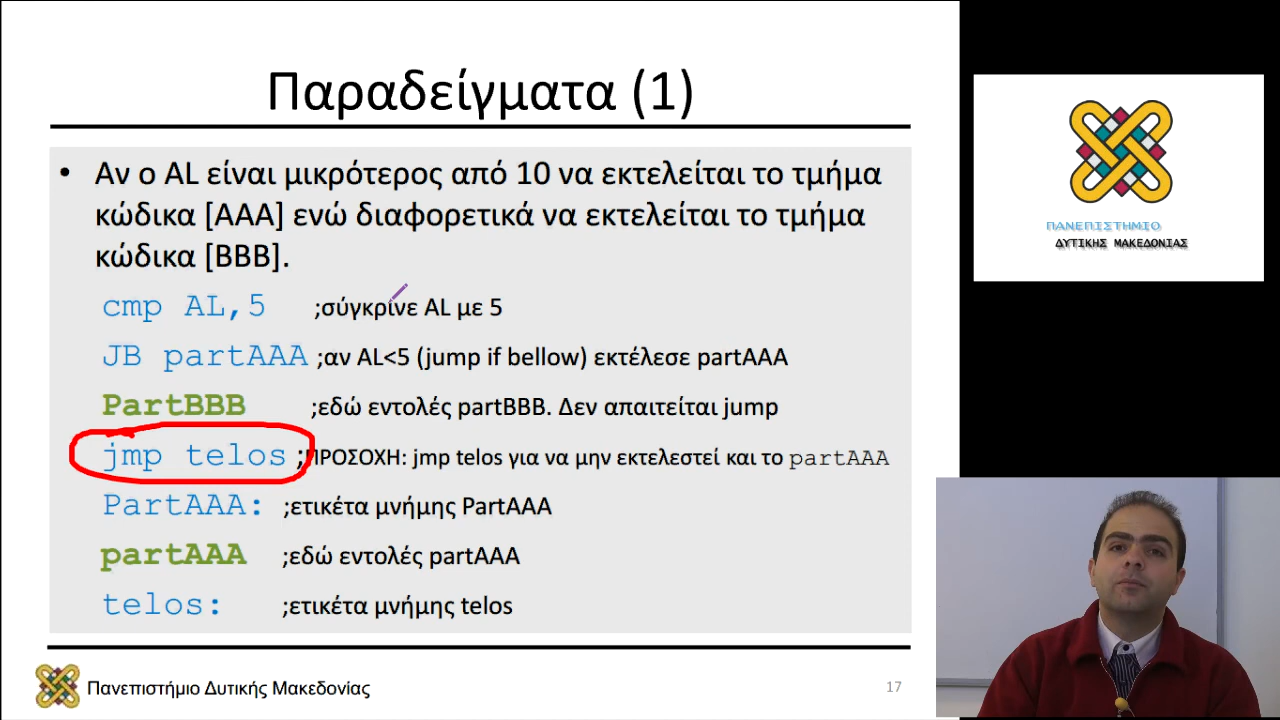 Παραδείγματα (1)
• Αν ο AL είναι μικρότερος από 10 να εκτελείται το τμήμα
κώδικα [AAA] ενώ διαφορετικά να εκτελείται το τμήμα
κώδικα [BBB].
cmp AL,5 ;σύγκρίνε AL με 5
JB partAAA ;αν AL<5 (jump if bellow) εκτέλεσε partAAA
PartBBB ;εδώ εντολές partBBB. Δεν απαιτείται jump
jmp telos ;ΠΡΟΣΟΧΗ: jmp telos για να μην εκτελεστεί και το partAAA
PartAAA: ;ετικέτα μνήμης PartAAA
partAAA ;εδώ εντολές partAAA
telos: ;ετικέτα μνήμης telos
Πανεπιστήμιο Δυτικής Μακεδονίας
17
ΠΑΝΕΠΙΣΤΗΜΙΟ
ΔΥΤΙΚΗΣ ΜΑΚΕΔΟΝΙΑΣ